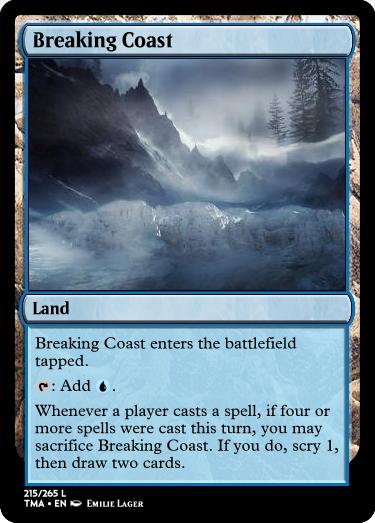 Breaking Coast
Land
Breaking Coast enters the battlefield
tapped.
: Add .
Whenever a player casts a spell, if four or
more spells were cast this turn, you may
sacrifice Breaking Coast. If you do, scry 1,
then draw two cards.
215/265 L
TMA • EN Emilie Lager